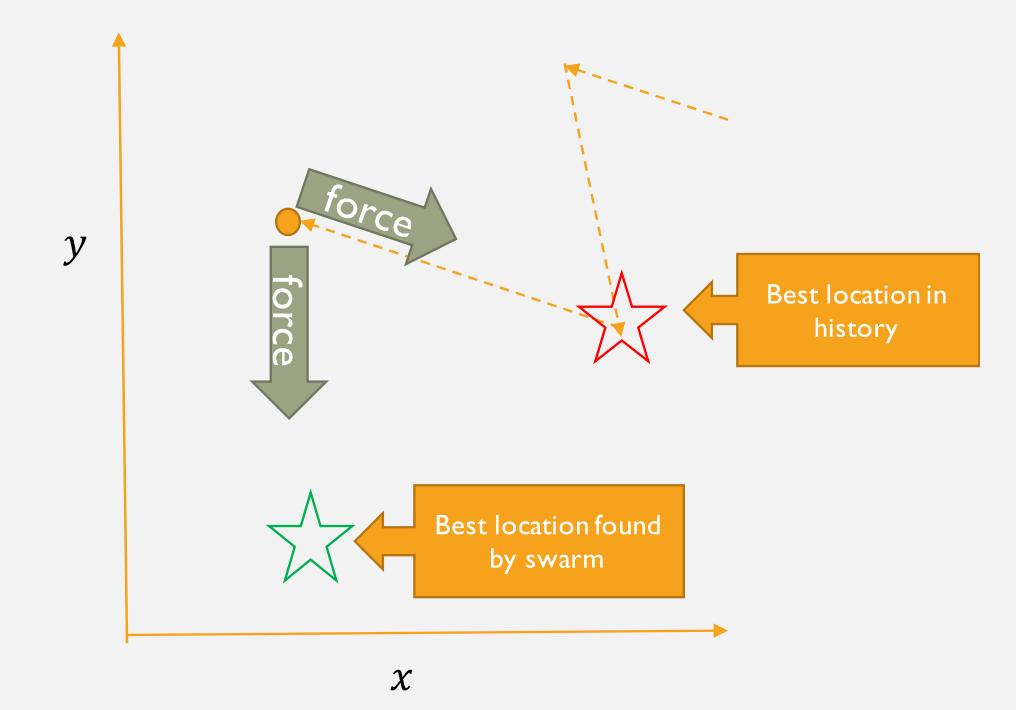 force
y
force
Best location in
history
Best location found
by swarm
x